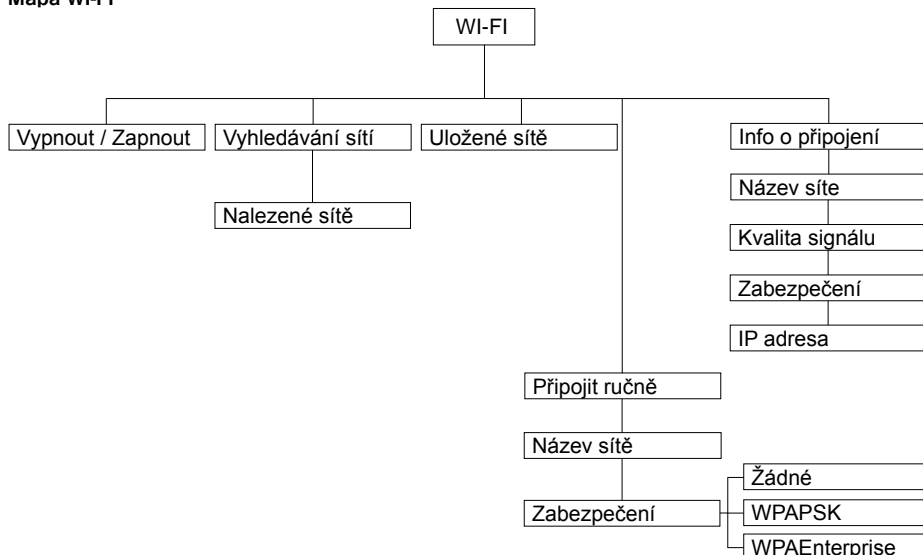 Mapa WI-FI
WI-FI
Vypnout / Zapnout
Vyhledávání sítí
Uložené sítě
Info o připojení
Nalezené sítě
Název síte
Kvalita signálu
Zabezpečení
IP adresa
Připojit ručně
Název sítě
Zabezpečení
Žádné
WPAPSK
WPAEnterprise